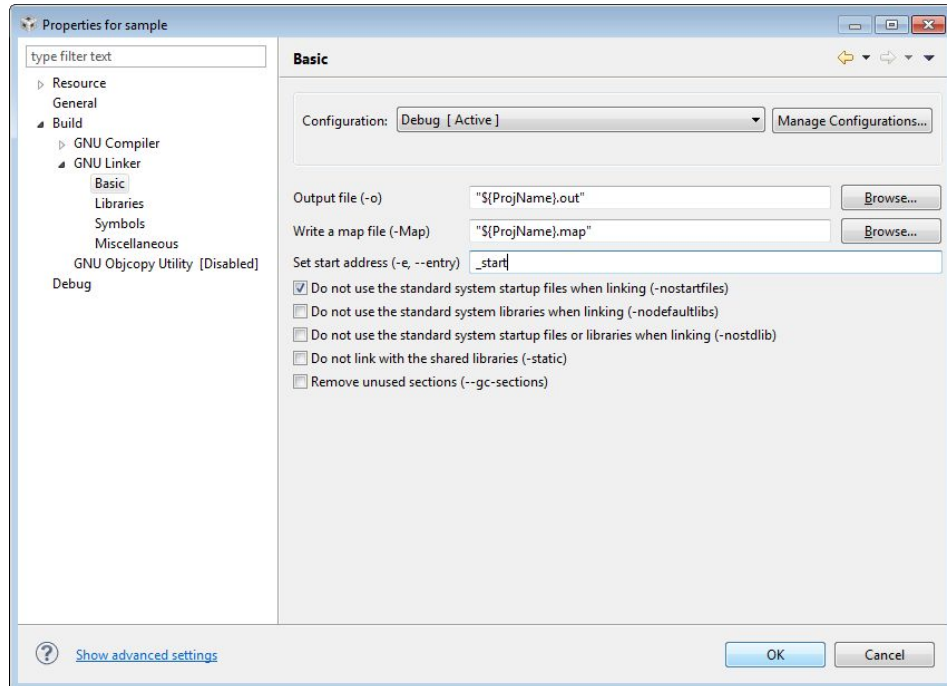 Properties for sample
type filter text
Resource
General
Build
GNU Compiler
GNU Linker
Basic
Libraries
Symbols
Miscellaneous
GNU Objcopy Utility [Disabled]
Debug
Basic
Configuration: Debug [ Active ] Manage Configurations...
Output file (-o) "${ProjName}.out" Browse...
Write a map file (-Map) "${ProjName}.map" Browse...
Set start address (-e, --entry) _start
Do not use the standard system startup files when linking (-nostartfiles)
Do not use the standard system libraries when linking (-nodefaultlibs)
Do not use the standard system startup files or libraries when linking (-nostdlib)
Do not link with the shared libraries (-static)
Remove unused sections (--gc-sections)
? Show advanced settings OK Cancel